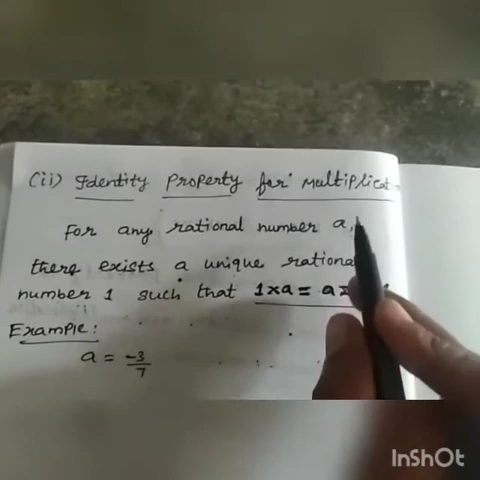 (ii) Identity Property for Multiplicat
For any rational number a,
there exists a unique rational
number 1 such that 1×a = a×
Example:
a = -3/7
InShOt